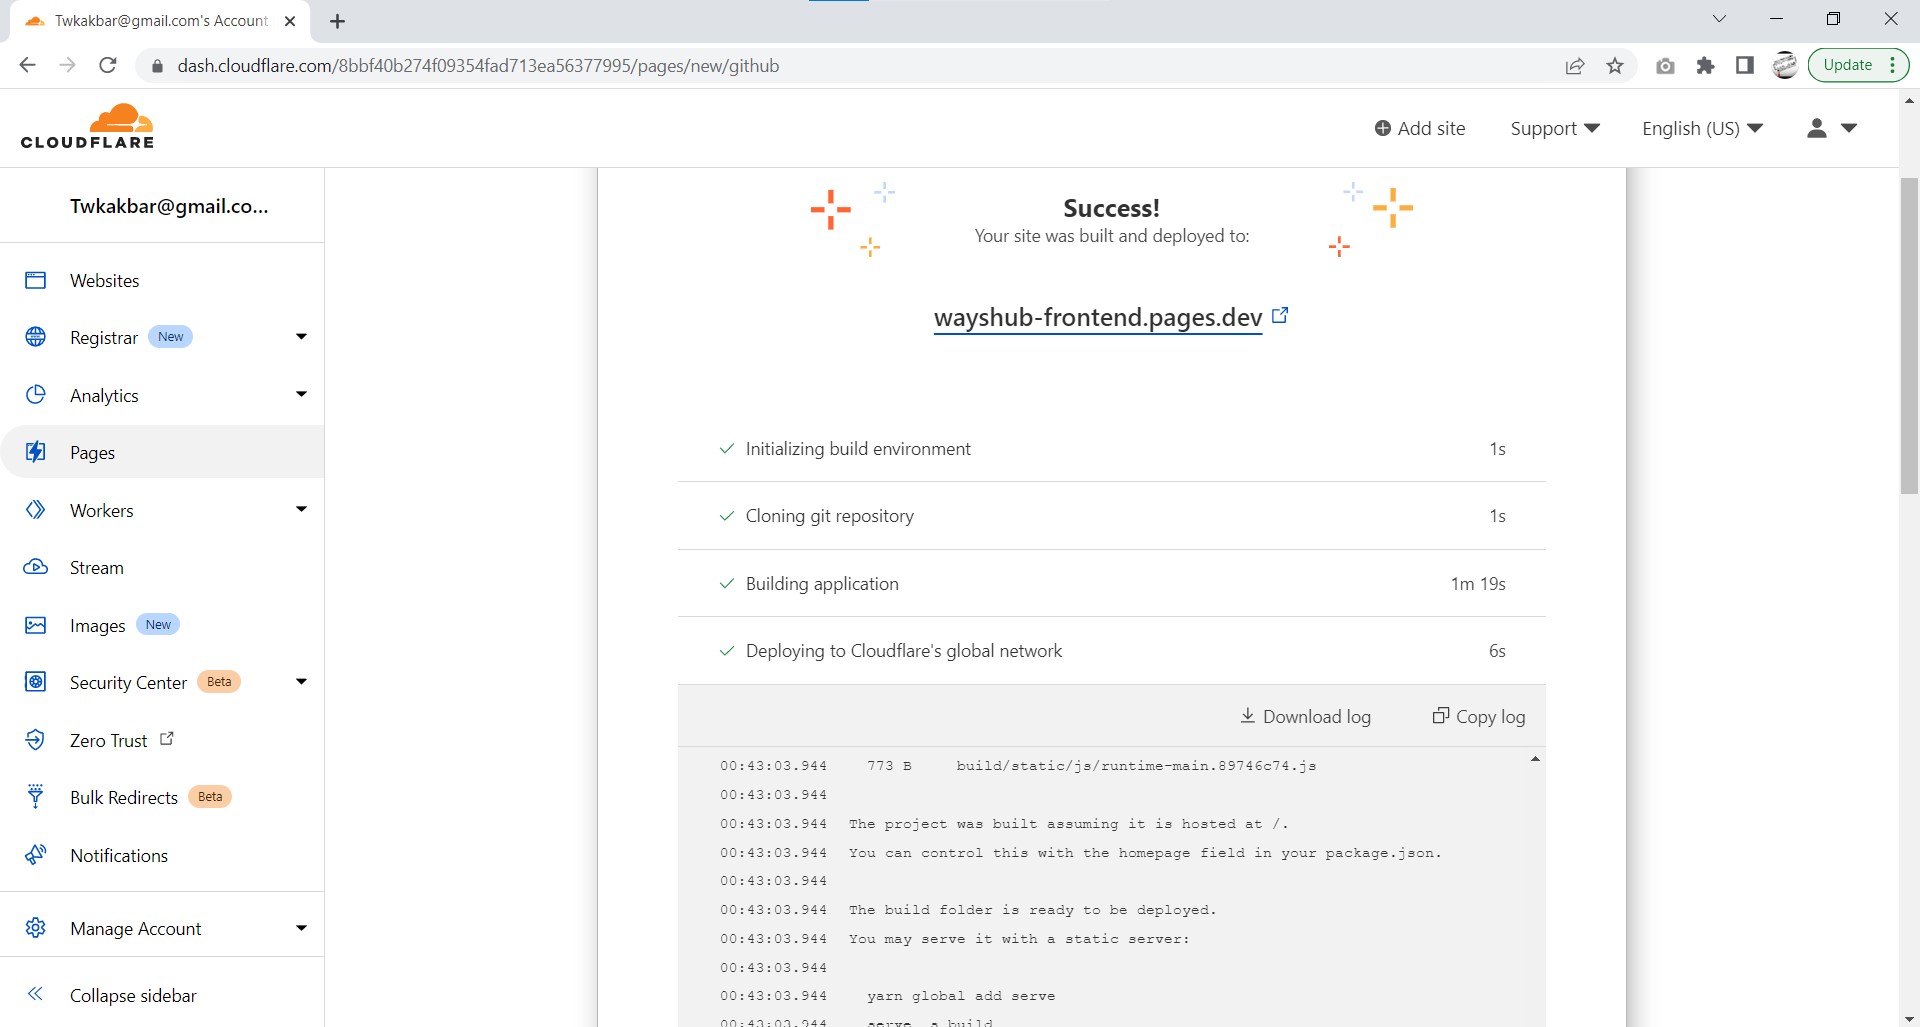 Twkakbar@gmail.com's Account
dash.cloudflare.com/8bbf40b274f09354fad713ea56377995/pages/new/github
Update
CLOUDFLARE
Add site
Support
English (US)
Twkakbar@gmail.co...
Websites
Registrar New
Analytics
Pages
Workers
Stream
Images New
Security Center Beta
Zero Trust
Bulk Redirects Beta
Notifications
Manage Account
Collapse sidebar
Success!
Your site was built and deployed to:
wayshub-frontend.pages.dev
Initializing build environment 1s
Cloning git repository 1s
Building application 1m 19s
Deploying to Cloudflare's global network 6s
Download log Copy log
00:43:03.944 773 B build/static/js/runtime-main.89746c74.js
00:43:03.944
00:43:03.944 The project was built assuming it is hosted at /.
00:43:03.944 You can control this with the homepage field in your package.json.
00:43:03.944
00:43:03.944 The build folder is ready to be deployed.
00:43:03.944 You may serve it with a static server:
00:43:03.944
00:43:03.944 yarn global add serve
00:43:03.944 serve -s build